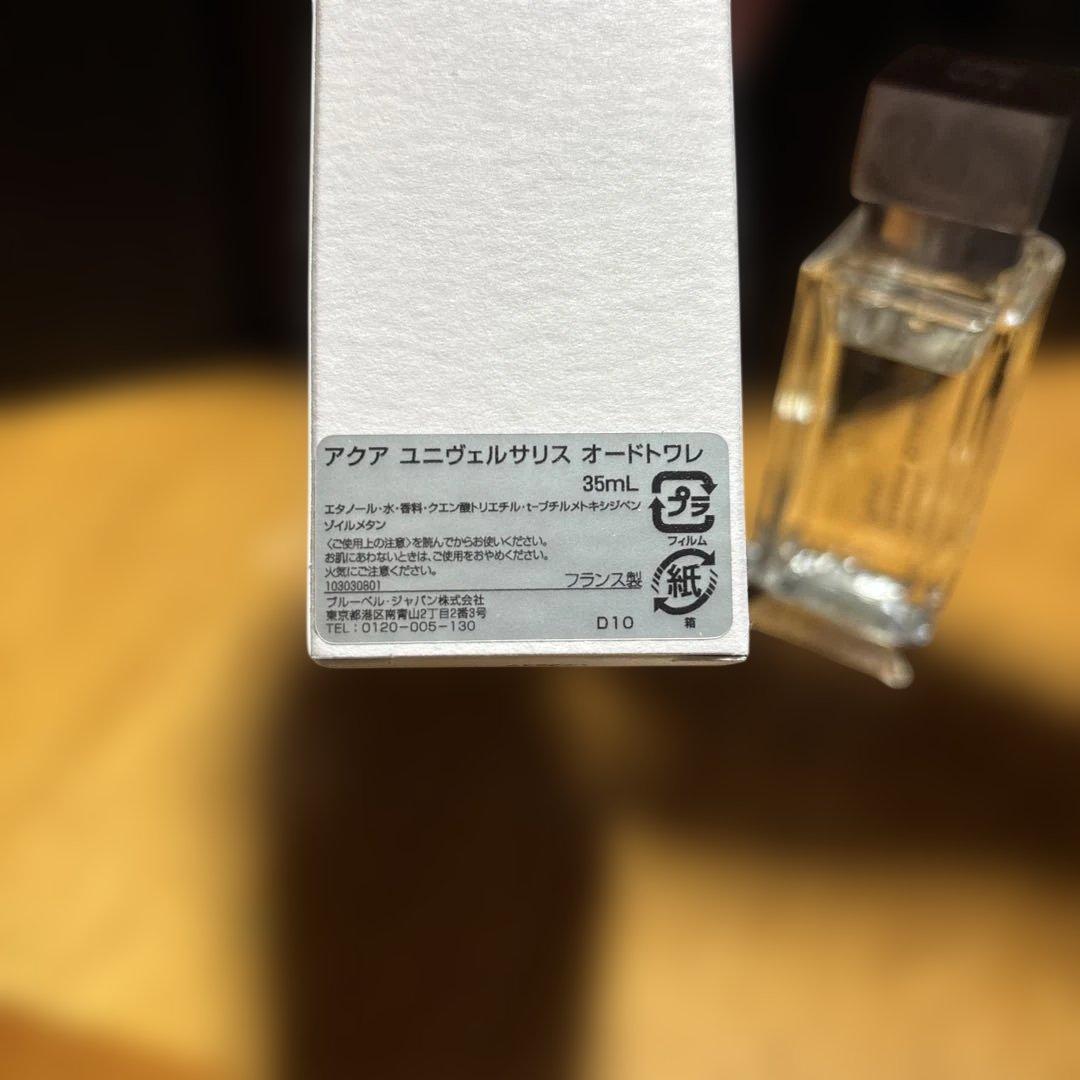 アクア ユニヴェルサリス オードトワレ
35mL
エタノール・水・香料・クエン酸トリエチル・t-ブチルメトキシジベン
ゾイルメタン
〈ご使用上の注意〉を読んでからお使いください。
お肌にあわないときは、ご使用をおやめください。
火気にご注意ください。
103030801
フランス製
ブルーベル・ジャパン株式会社
東京都港区南青山2丁目2番3号
TEL：0120-005-130
D10
プラ
フィルム
紙
箱